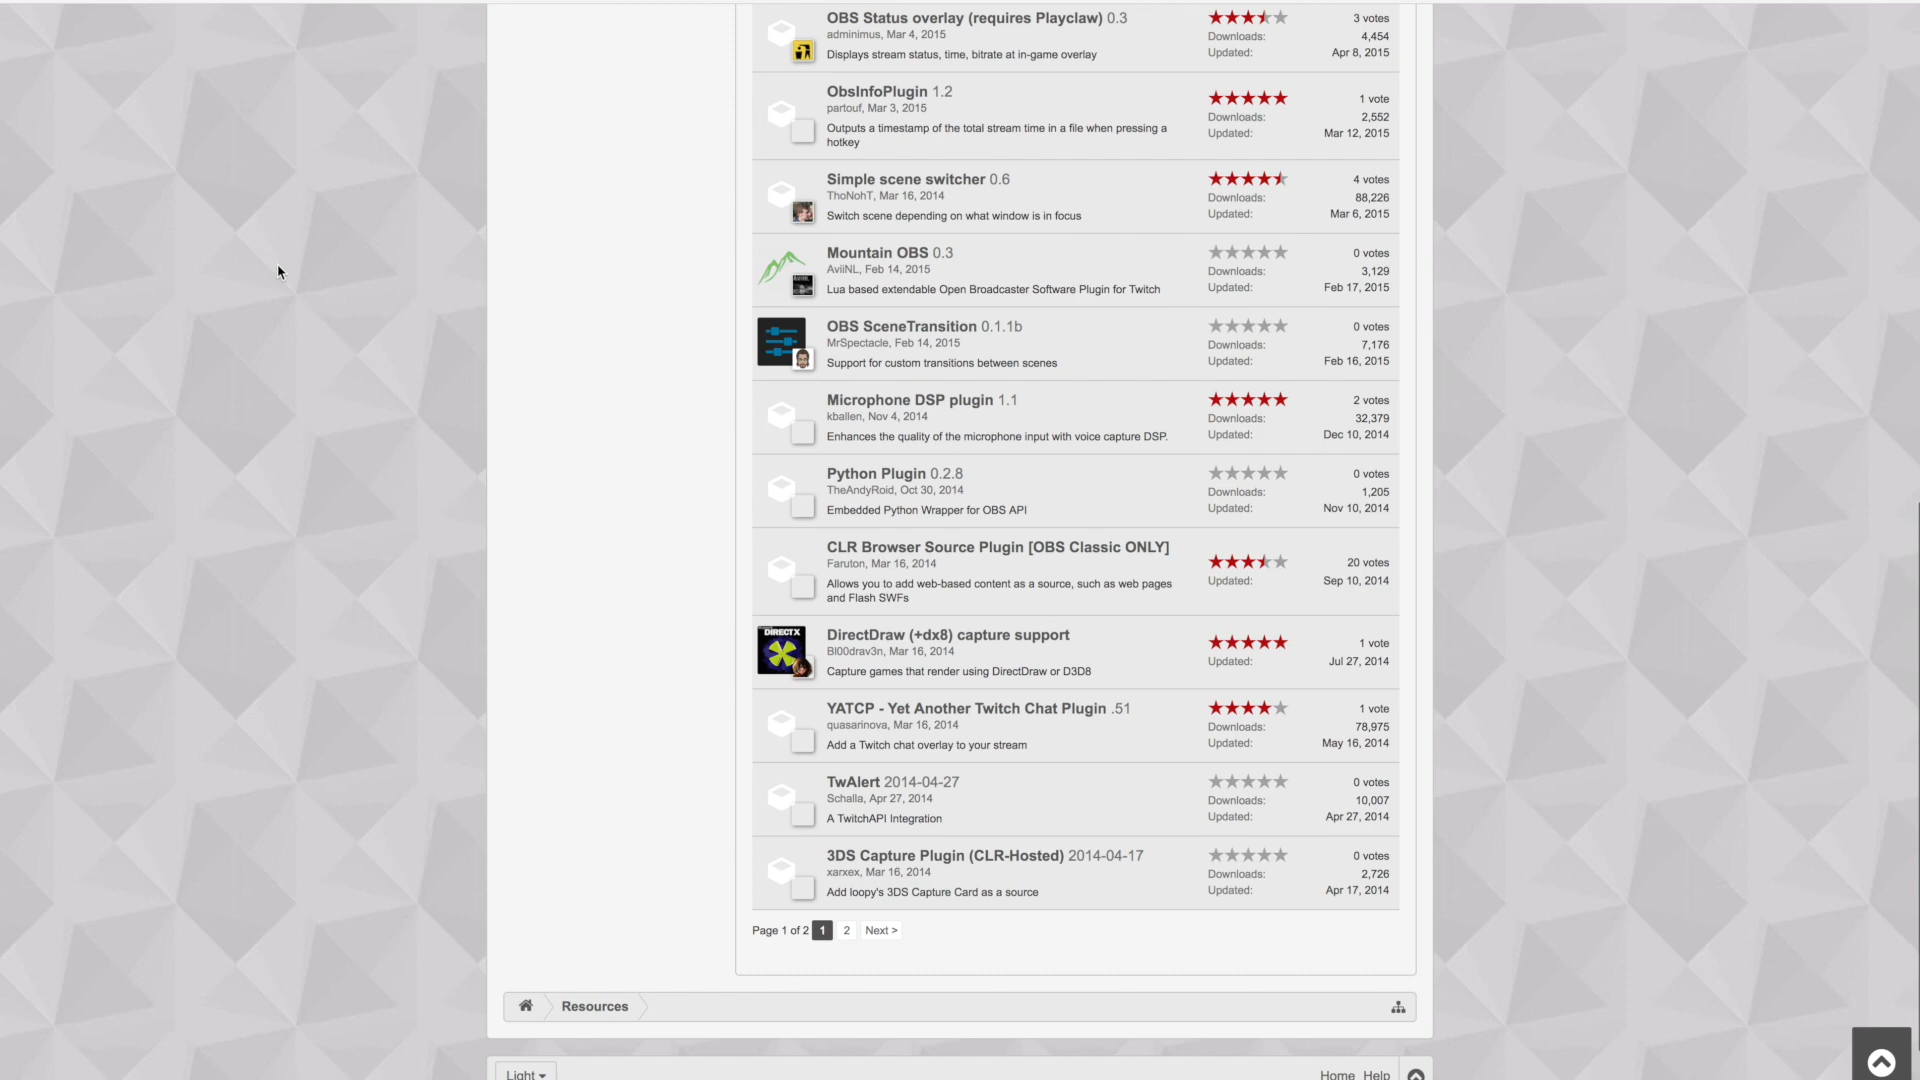 OBS Status overlay (requires Playclaw) 0.3
3 votes
adminimus, Mar 4, 2015
Downloads: 4,454
Displays stream status, time, bitrate at in-game overlay
Updated: Apr 8, 2015
ObsInfoPlugin 1.2
1 vote
partouf, Mar 3, 2015
Downloads: 2,552
Outputs a timestamp of the total stream time in a file when pressing a
hotkey
Updated: Mar 12, 2015
Simple scene switcher 0.6
4 votes
ThoNohT, Mar 16, 2014
Downloads: 88,226
Switch scene depending on what window is in focus
Updated: Mar 6, 2015
Mountain OBS 0.3
0 votes
AviiNL, Feb 14, 2015
Downloads: 3,129
Lua based extendable Open Broadcaster Software Plugin for Twitch
Updated: Feb 17, 2015
OBS SceneTransition 0.1.1b
0 votes
MrSpectacle, Feb 14, 2015
Downloads: 7,176
Support for custom transitions between scenes
Updated: Feb 16, 2015
Microphone DSP plugin 1.1
2 votes
kballen, Nov 4, 2014
Downloads: 32,379
Enhances the quality of the microphone input with voice capture DSP.
Updated: Dec 10, 2014
Python Plugin 0.2.8
0 votes
TheAndyRoid, Oct 30, 2014
Downloads: 1,205
Embedded Python Wrapper for OBS API
Updated: Nov 10, 2014
CLR Browser Source Plugin [OBS Classic ONLY]
20 votes
Faruton, Mar 16, 2014
Updated: Sep 10, 2014
Allows you to add web-based content as a source, such as web pages
and Flash SWFs
DIRECTX
DirectDraw (+dx8) capture support
1 vote
Bl00drav3n, Mar 16, 2014
Updated: Jul 27, 2014
Capture games that render using DirectDraw or D3D8
YATCP - Yet Another Twitch Chat Plugin .51
1 vote
quasarinova, Mar 16, 2014
Downloads: 78,975
Add a Twitch chat overlay to your stream
Updated: May 16, 2014
TwAlert 2014-04-27
0 votes
Schalla, Apr 27, 2014
Downloads: 10,007
A TwitchAPI Integration
Updated: Apr 27, 2014
3DS Capture Plugin (CLR-Hosted) 2014-04-17
0 votes
xarxex, Mar 16, 2014
Downloads: 2,726
Add loopy's 3DS Capture Card as a source
Updated: Apr 17, 2014
Page 1 of 2 1 2 Next >
Resources
Light Home Help